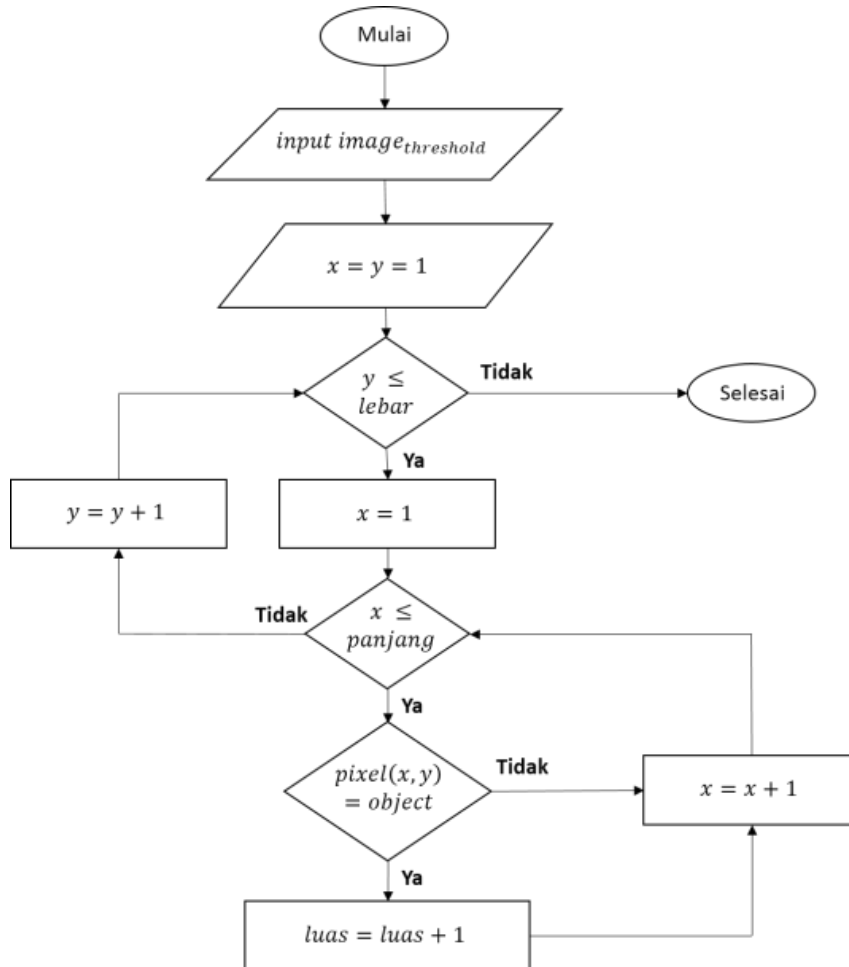 Mulai
input image_threshold
x = y = 1
y ≤
lebar
Tidak
Selesai
Ya
y = y + 1
x = 1
Tidak
x ≤
panjang
Ya
pixel(x, y)
= object
Tidak
x = x + 1
Ya
luas = luas + 1